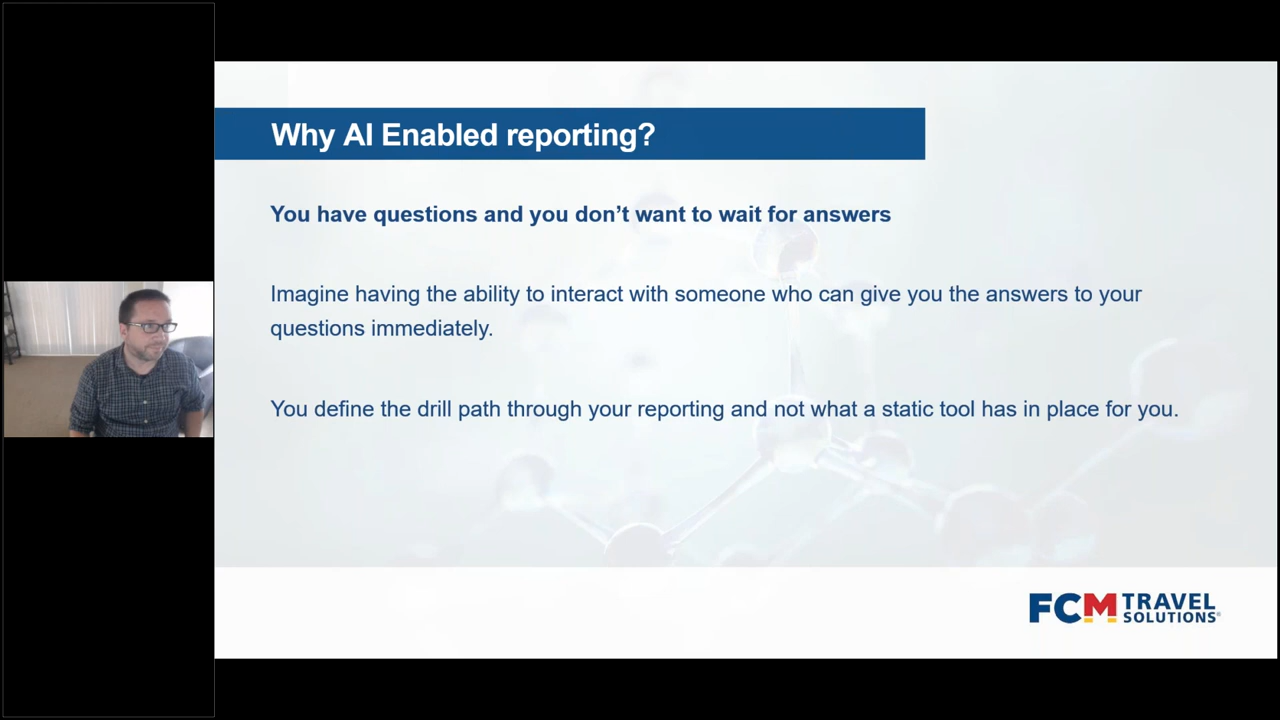 Why AI Enabled reporting?
You have questions and you don't want to wait for answers
Imagine having the ability to interact with someone who can give you the answers to your
questions immediately.
You define the drill path through your reporting and not what a static tool has in place for you.
FCM TRAVEL
SOLUTIONS®